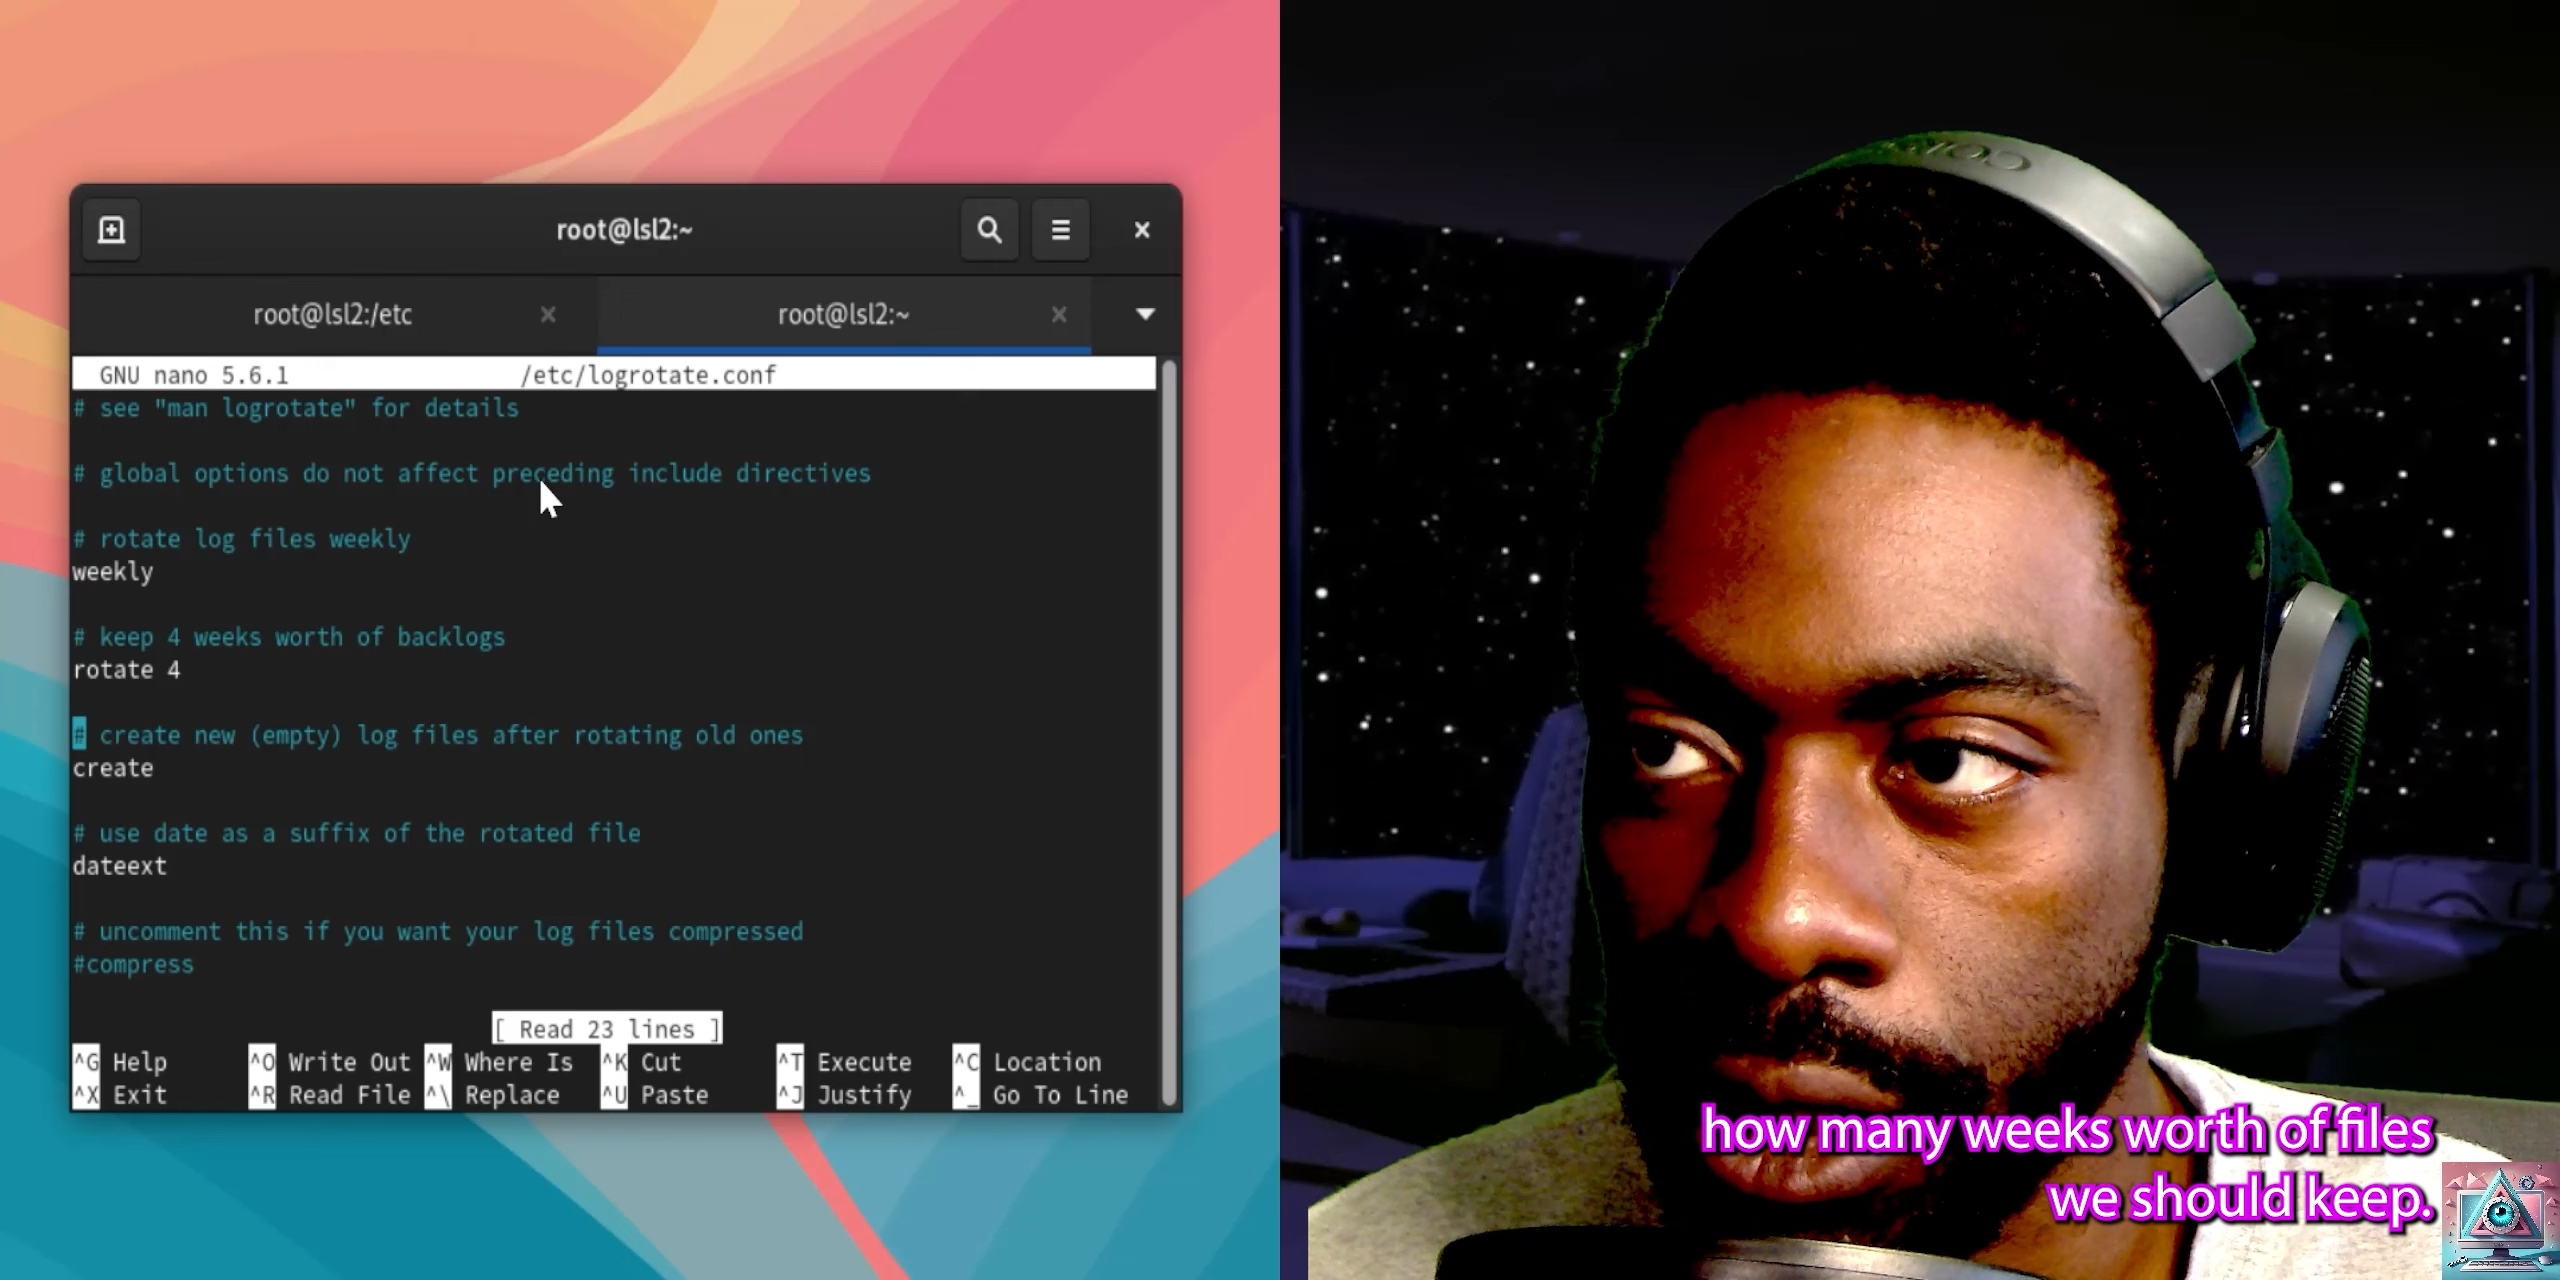 root@lsl2:~
root@lsl2:/etc
root@lsl2:~
GNU nano 5.6.1 /etc/logrotate.conf
# see "man logrotate" for details
# global options do not affect preceding include directives
# rotate log files weekly
weekly
# keep 4 weeks worth of backlogs
rotate 4
# create new (empty) log files after rotating old ones
create
# use date as a suffix of the rotated file
dateext
# uncomment this if you want your log files compressed
#compress
[ Read 23 lines ]
^G Help ^O Write Out ^W Where Is ^K Cut ^T Execute ^C Location
^X Exit ^R Read File ^\ Replace ^U Paste ^J Justify ^_ Go To Line
how many weeks worth of files
we should keep.